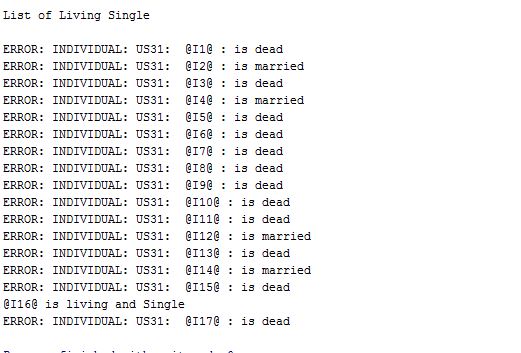 List of Living Single
ERROR: INDIVIDUAL: US31:  @I1@ : is dead
ERROR: INDIVIDUAL: US31:  @I2@ : is married
ERROR: INDIVIDUAL: US31:  @I3@ : is dead
ERROR: INDIVIDUAL: US31:  @I4@ : is married
ERROR: INDIVIDUAL: US31:  @I5@ : is dead
ERROR: INDIVIDUAL: US31:  @I6@ : is dead
ERROR: INDIVIDUAL: US31:  @I7@ : is dead
ERROR: INDIVIDUAL: US31:  @I8@ : is dead
ERROR: INDIVIDUAL: US31:  @I9@ : is dead
ERROR: INDIVIDUAL: US31:  @I10@ : is dead
ERROR: INDIVIDUAL: US31:  @I11@ : is dead
ERROR: INDIVIDUAL: US31:  @I12@ : is married
ERROR: INDIVIDUAL: US31:  @I13@ : is dead
ERROR: INDIVIDUAL: US31:  @I14@ : is married
ERROR: INDIVIDUAL: US31:  @I15@ : is dead
@I16@ is living and Single
ERROR: INDIVIDUAL: US31:  @I17@ : is dead